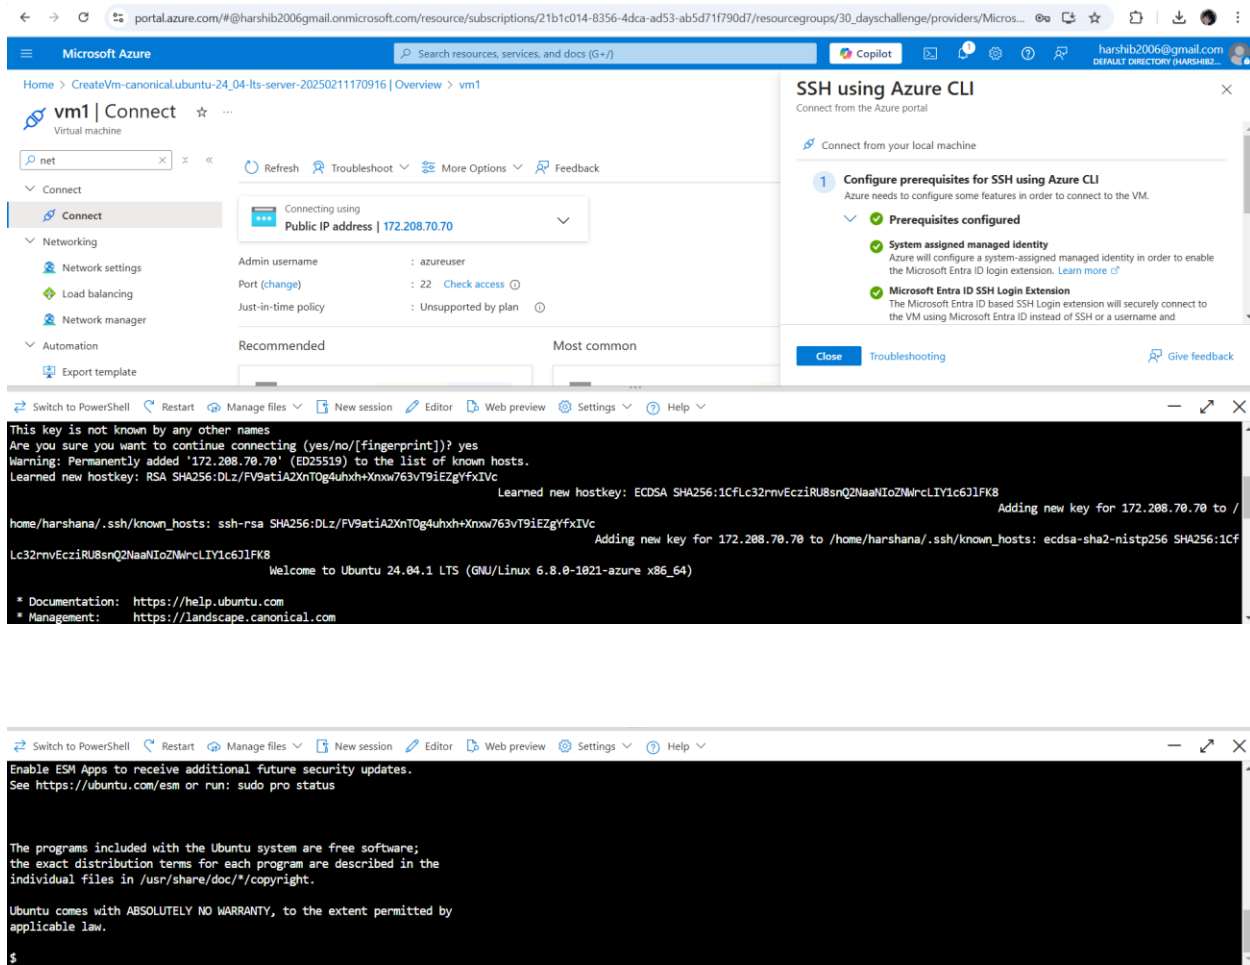 portal.azure.com/#@harshib2006gmail.onmicrosoft.com/resource/subscriptions/21b1c014-8356-4dca-ad53-ab5d71f790d7/resourcegroups/30_dayschallenge/providers/Micros...
Microsoft Azure
Search resources, services, and docs (G+/)
Copilot
1
harshib2006@gmail.com
DEFAULT DIRECTORY (HARSHIB2...
Home > CreateVm-canonical.ubuntu-24_04-lts-server-20250211170916 | Overview > vm1
vm1 | Connect
Virtual machine
net
Connect
Connect
Networking
Network settings
Load balancing
Network manager
Automation
Export template
Refresh
Troubleshoot
More Options
Feedback
Connecting using
Public IP address | 172.208.70.70
Admin username : azureuser
Port (change) : 22 Check access
Just-in-time policy : Unsupported by plan
Recommended
Most common
SSH using Azure CLI
Connect from the Azure portal
Connect from your local machine
1 Configure prerequisites for SSH using Azure CLI
Azure needs to configure some features in order to connect to the VM.
Prerequisites configured
System assigned managed identity
Azure will configure a system-assigned managed identity in order to enable
the Microsoft Entra ID login extension. Learn more
Microsoft Entra ID SSH Login Extension
The Microsoft Entra ID based SSH Login extension will securely connect to
the VM using Microsoft Entra ID instead of SSH or a username and
Close
Troubleshooting
Give feedback
Switch to PowerShell Restart Manage files New session Editor Web preview Settings Help
This key is not known by any other names
Are you sure you want to continue connecting (yes/no/[fingerprint])? yes
Warning: Permanently added '172.208.70.70' (ED25519) to the list of known hosts.
Learned new hostkey: RSA SHA256:DLz/FV9atiA2XnTOg4uhxh+Xnxw763vT9iEZgYfxIVc
Learned new hostkey: ECDSA SHA256:1CfLc32rnvEcziRU8snQ2NaaNIoZNWrcLIY1c6JlFK8
Adding new key for 172.208.70.70 to /
home/harshana/.ssh/known_hosts: ssh-rsa SHA256:DLz/FV9atiA2XnTOg4uhxh+Xnxw763vT9iEZgYfxIVc
Adding new key for 172.208.70.70 to /home/harshana/.ssh/known_hosts: ecdsa-sha2-nistp256 SHA256:1Cf
Lc32rnvEcziRU8snQ2NaaNIoZNWrcLIY1c6JlFK8
Welcome to Ubuntu 24.04.1 LTS (GNU/Linux 6.8.0-1021-azure x86_64)
* Documentation: https://help.ubuntu.com
* Management: https://landscape.canonical.com
Switch to PowerShell Restart Manage files New session Editor Web preview Settings Help
Enable ESM Apps to receive additional future security updates.
See https://ubuntu.com/esm or run: sudo pro status
The programs included with the Ubuntu system are free software;
the exact distribution terms for each program are described in the
individual files in /usr/share/doc/*/copyright.
Ubuntu comes with ABSOLUTELY NO WARRANTY, to the extent permitted by
applicable law.
$